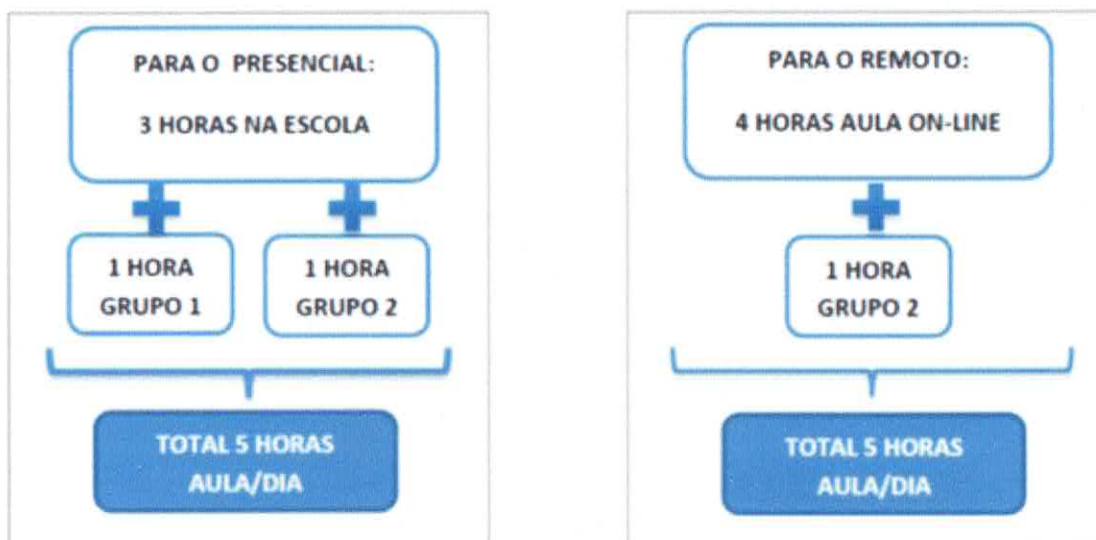 PARA O PRESENCIAL:
3 HORAS NA ESCOLA
1 HORA
GRUPO 1
1 HORA
GRUPO 2
TOTAL 5 HORAS
AULA/DIA
PARA O REMOTO:
4 HORAS AULA ON-LINE
1 HORA
GRUPO 2
TOTAL 5 HORAS
AULA/DIA